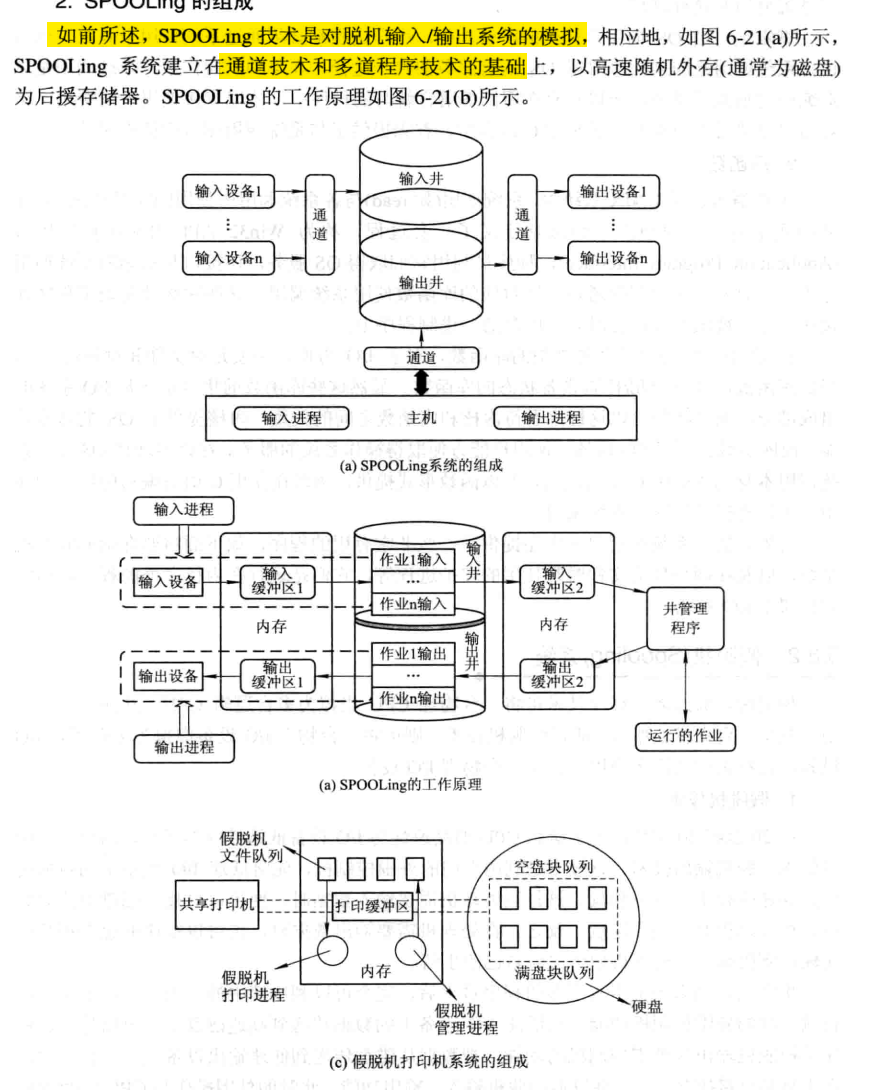 2. SPOOLing 的组成
如前所述，SPOOLing 技术是对脱机输入/输出系统的模拟，相应地，如图 6-21(a)所示，
SPOOLing 系统建立在通道技术和多道程序技术的基础上，以高速随机外存(通常为磁盘)
为后援存储器。SPOOLing 的工作原理如图 6-21(b)所示。
输入设备1
⋮
输入设备n
通道
输入井
输出井
通道
输出设备1
⋮
输出设备n
通道
输入进程
主机
输出进程
(a) SPOOLing系统的组成
输入进程
输入设备
输入
缓冲区1
内存
作业1输入
…
作业n输入
输入井
输入
缓冲区2
内存
井管理
程序
输出设备
输出
缓冲区1
作业1输出
…
作业n输出
输出井
输出
缓冲区2
输出进程
运行的作业
(a) SPOOLing的工作原理
假脱机
文件队列
共享打印机
打印缓冲区
内存
假脱机
打印进程
假脱机
管理进程
空盘块队列
满盘块队列
硬盘
(c) 假脱机打印机系统的组成